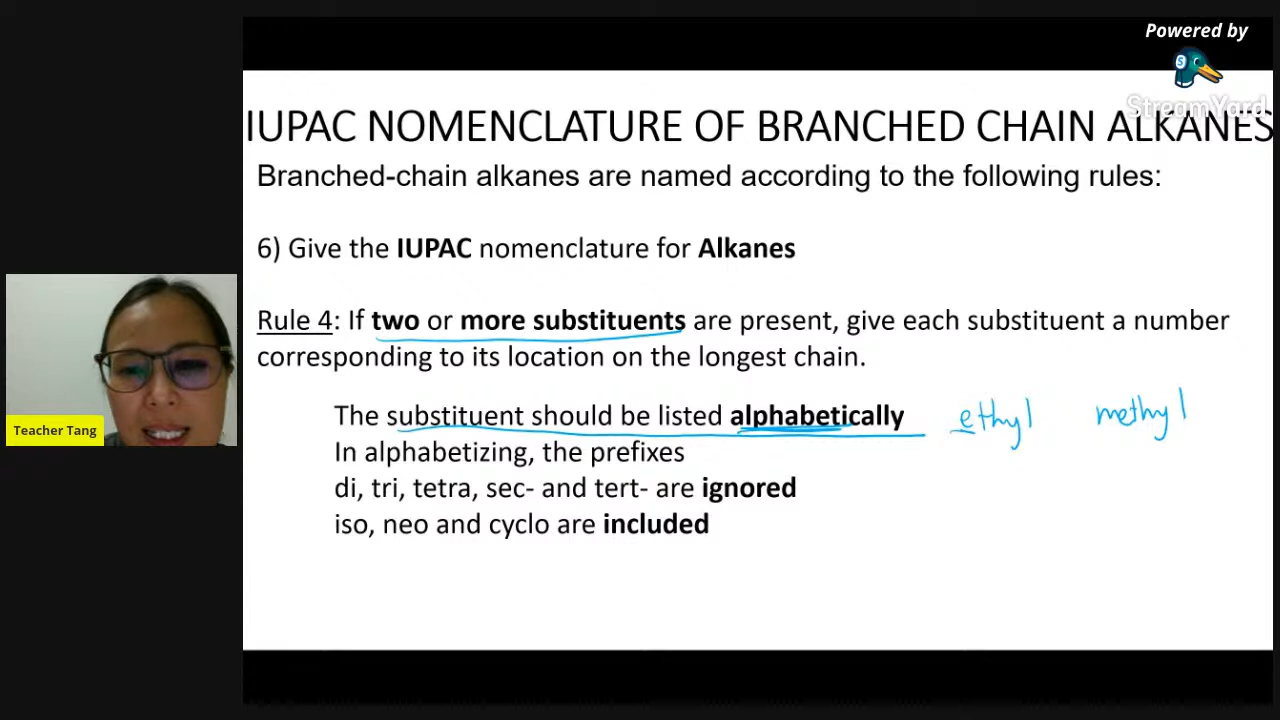 Powered by
StreamYard
IUPAC NOMENCLATURE OF BRANCHED CHAIN ALKANES
Branched-chain alkanes are named according to the following rules:
6) Give the IUPAC nomenclature for Alkanes
Rule 4: If two or more substituents are present, give each substituent a number
corresponding to its location on the longest chain.
The substituent should be listed alphabetically ethyl methyl
In alphabetizing, the prefixes
di, tri, tetra, sec- and tert- are ignored
iso, neo and cyclo are included
Teacher Tang